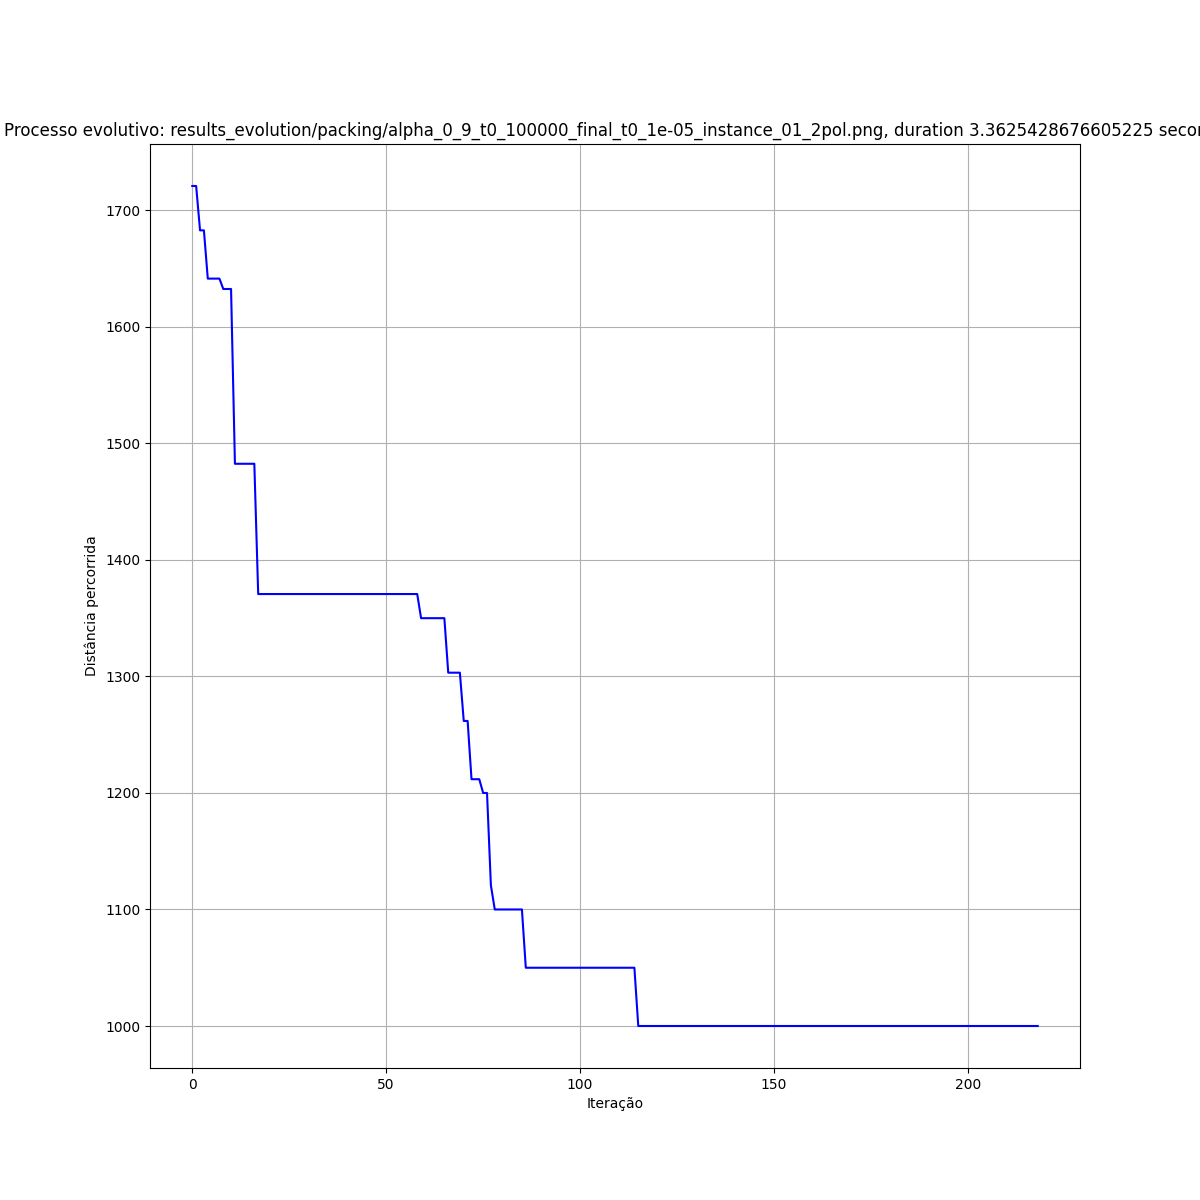 Processo evolutivo: results_evolution/packing/alpha_0_9_t0_100000_final_t0_1e-05_instance_01_2pol.png, duration 3.3625428676605225 secor
1700
1600
1500
1400
1300
1200
1100
1000
Distância percorrida
0 50 100 150 200
Iteração